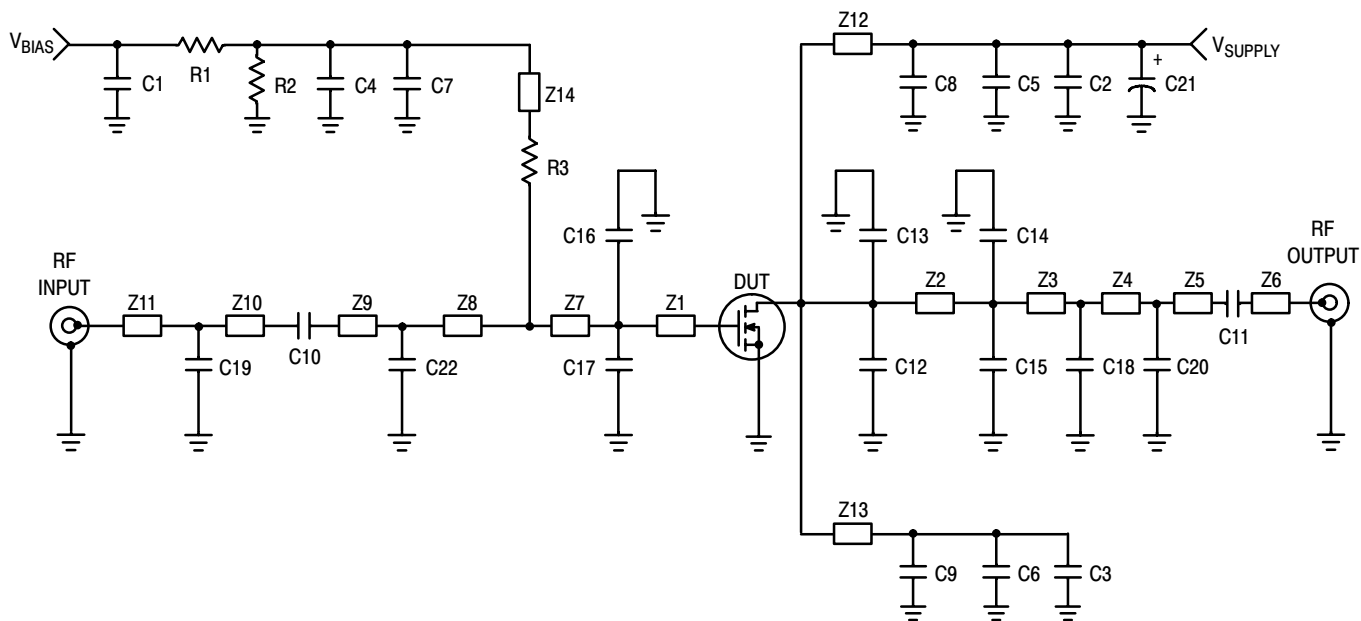 Z12
VBIAS
VSUPPLY
+
R1
C1
R2
C4
C7
C8
C5
C2
C21
Z14
R3
C16
C13
C14
RF
INPUT
RF
OUTPUT
DUT
Z11
Z10
Z9
Z8
Z7
Z1
Z2
Z3
Z4
Z5
Z6
C10
C11
C19
C22
C17
C12
C15
C18
C20
Z13
C9
C6
C3